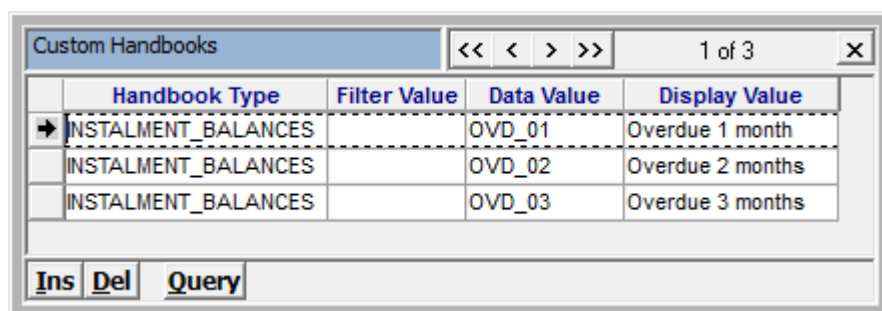 Custom Handbooks << < > >> 1 of 3 x
Handbook Type Filter Value Data Value Display Value
INSTALMENT_BALANCES OVD_01 Overdue 1 month
INSTALMENT_BALANCES OVD_02 Overdue 2 months
INSTALMENT_BALANCES OVD_03 Overdue 3 months
Ins Del Query